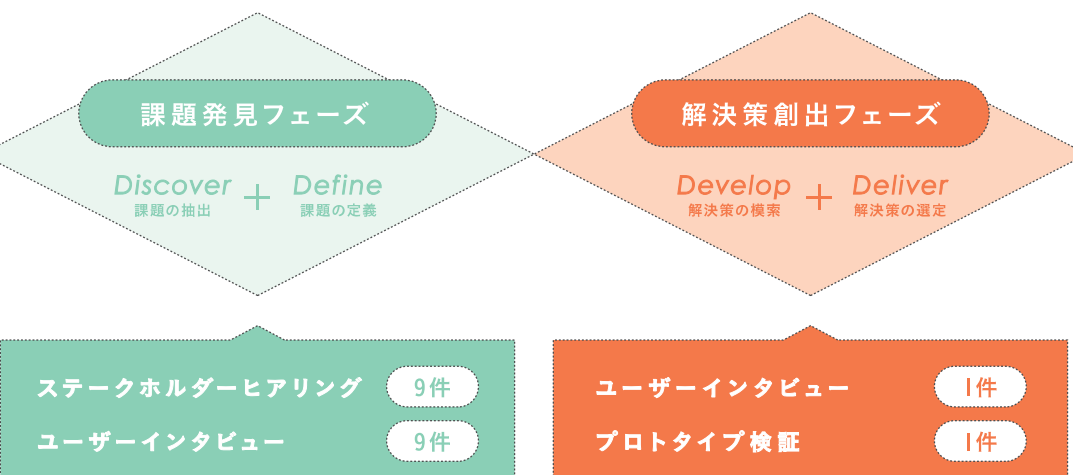 課題発見フェーズ
Discover + Define
課題の抽出 課題の定義
ステークホルダーヒアリング 9件
ユーザーインタビュー 9件
解決策創出フェーズ
Develop + Deliver
解決策の模索 解決策の選定
ユーザーインタビュー 1件
プロトタイプ検証 1件